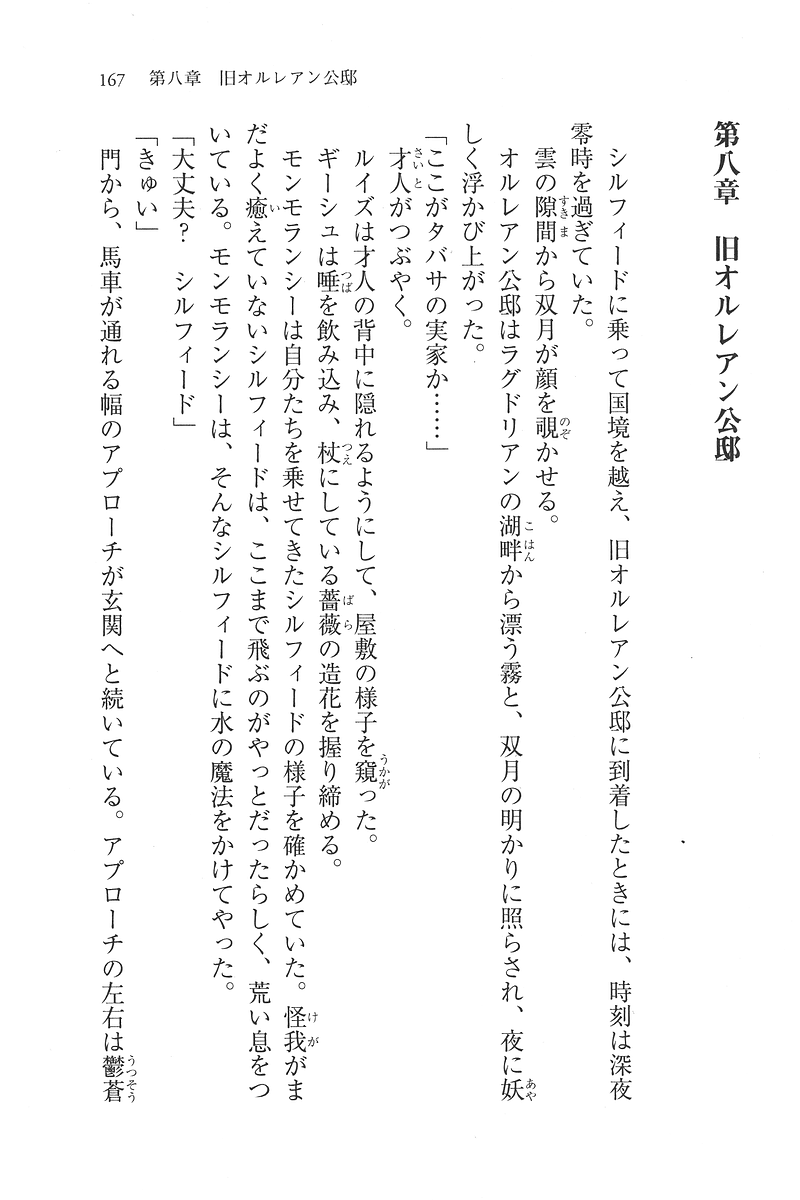 167　第八章　旧オルレアン公邸
第八章　旧オルレアン公邸
シルフィードに乗って国境を越え、旧オルレアン公邸に到着したときには、時刻は深夜
零時を過ぎていた。
雲の隙間から双月が顔を覗かせる。
オルレアン公邸はラグドリアンの湖畔から漂う霧と、双月の明かりに照らされ、夜に妖
しく浮かび上がった。
「ここがタバサの実家か……」
才人がつぶやく。
ルイズは才人の背中に隠れるようにして、屋敷の様子を窺った。
ギーシュは唾を飲み込み、杖にしている薔薇の造花を握り締める。
モンモランシーは自分たちを乗せてきたシルフィードの様子を確かめていた。怪我がま
だよく癒えていないシルフィードは、ここまで飛ぶのがやっとだったらしく、荒い息をつ
いている。モンモランシーは、そんなシルフィードに水の魔法をかけてやった。
「大丈夫？　シルフィード」
「きゅい」
門から、馬車が通れる幅のアプローチが玄関へと続いている。アプローチの左右は鬱蒼